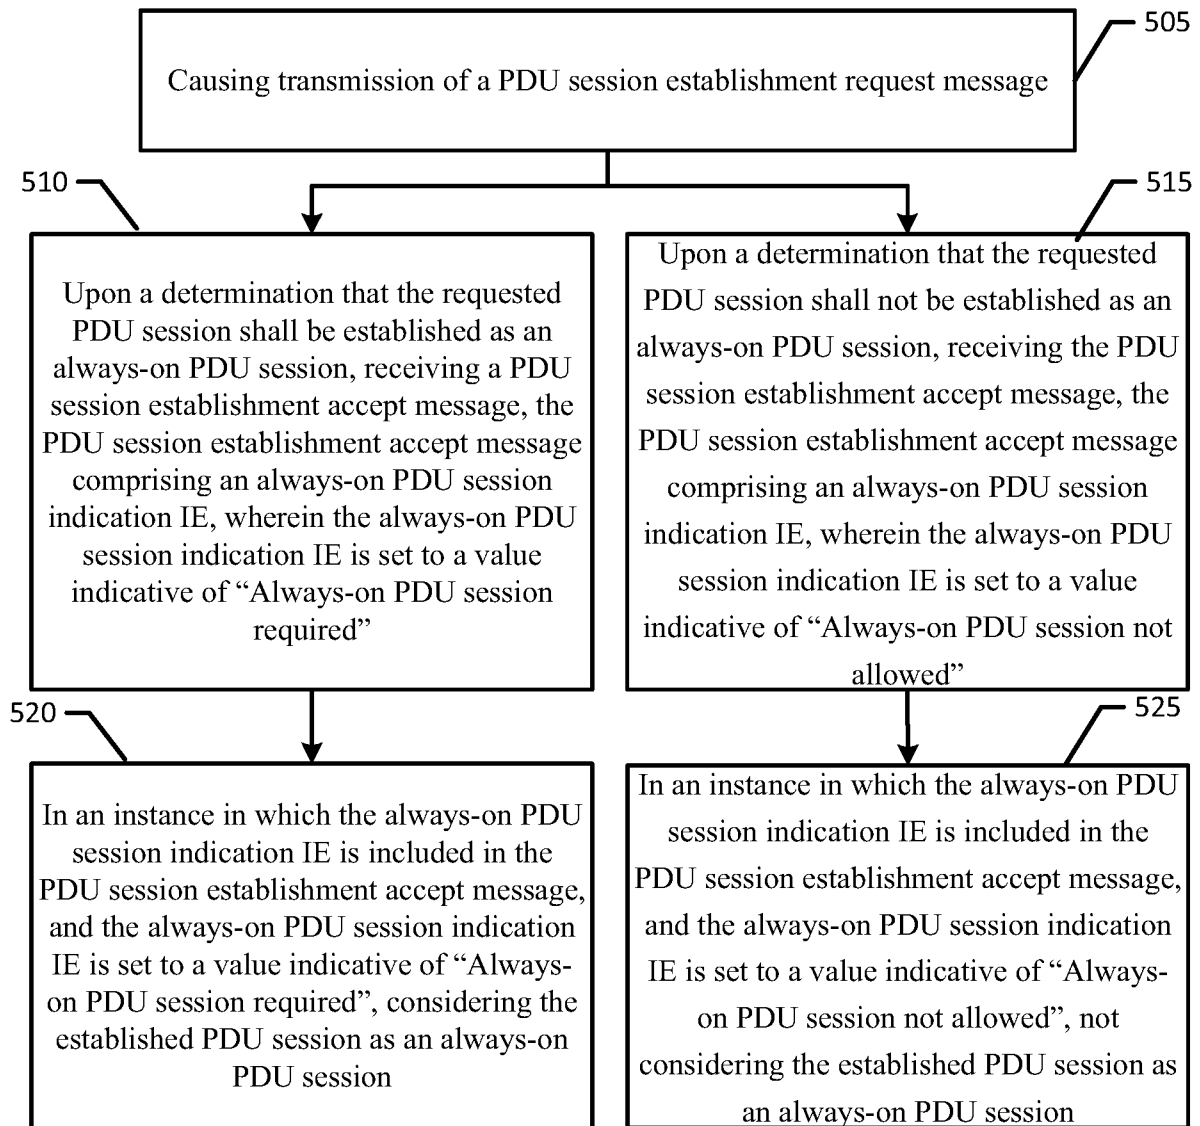 505
Causing transmission of a PDU session establishment request message
510
Upon a determination that the requested
PDU session shall be established as an
always-on PDU session, receiving a PDU
session establishment accept message, the
PDU session establishment accept message
comprising an always-on PDU session
indication IE, wherein the always-on PDU
session indication IE is set to a value
indicative of “Always-on PDU session
required”
515
Upon a determination that the requested
PDU session shall not be established as an
always-on PDU session, receiving the PDU
session establishment accept message, the
PDU session establishment accept message
comprising an always-on PDU session
indication IE, wherein the always-on PDU
session indication IE is set to a value
indicative of “Always-on PDU session not
allowed”
520
In an instance in which the always-on PDU
session indication IE is included in the
PDU session establishment accept message,
and the always-on PDU session indication
IE is set to a value indicative of “Always-
on PDU session required”, considering the
established PDU session as an always-on
PDU session
525
In an instance in which the always-on PDU
session indication IE is included in the
PDU session establishment accept message,
and the always-on PDU session indication
IE is set to a value indicative of “Always-
on PDU session not allowed”, not
considering the established PDU session as
an always-on PDU session